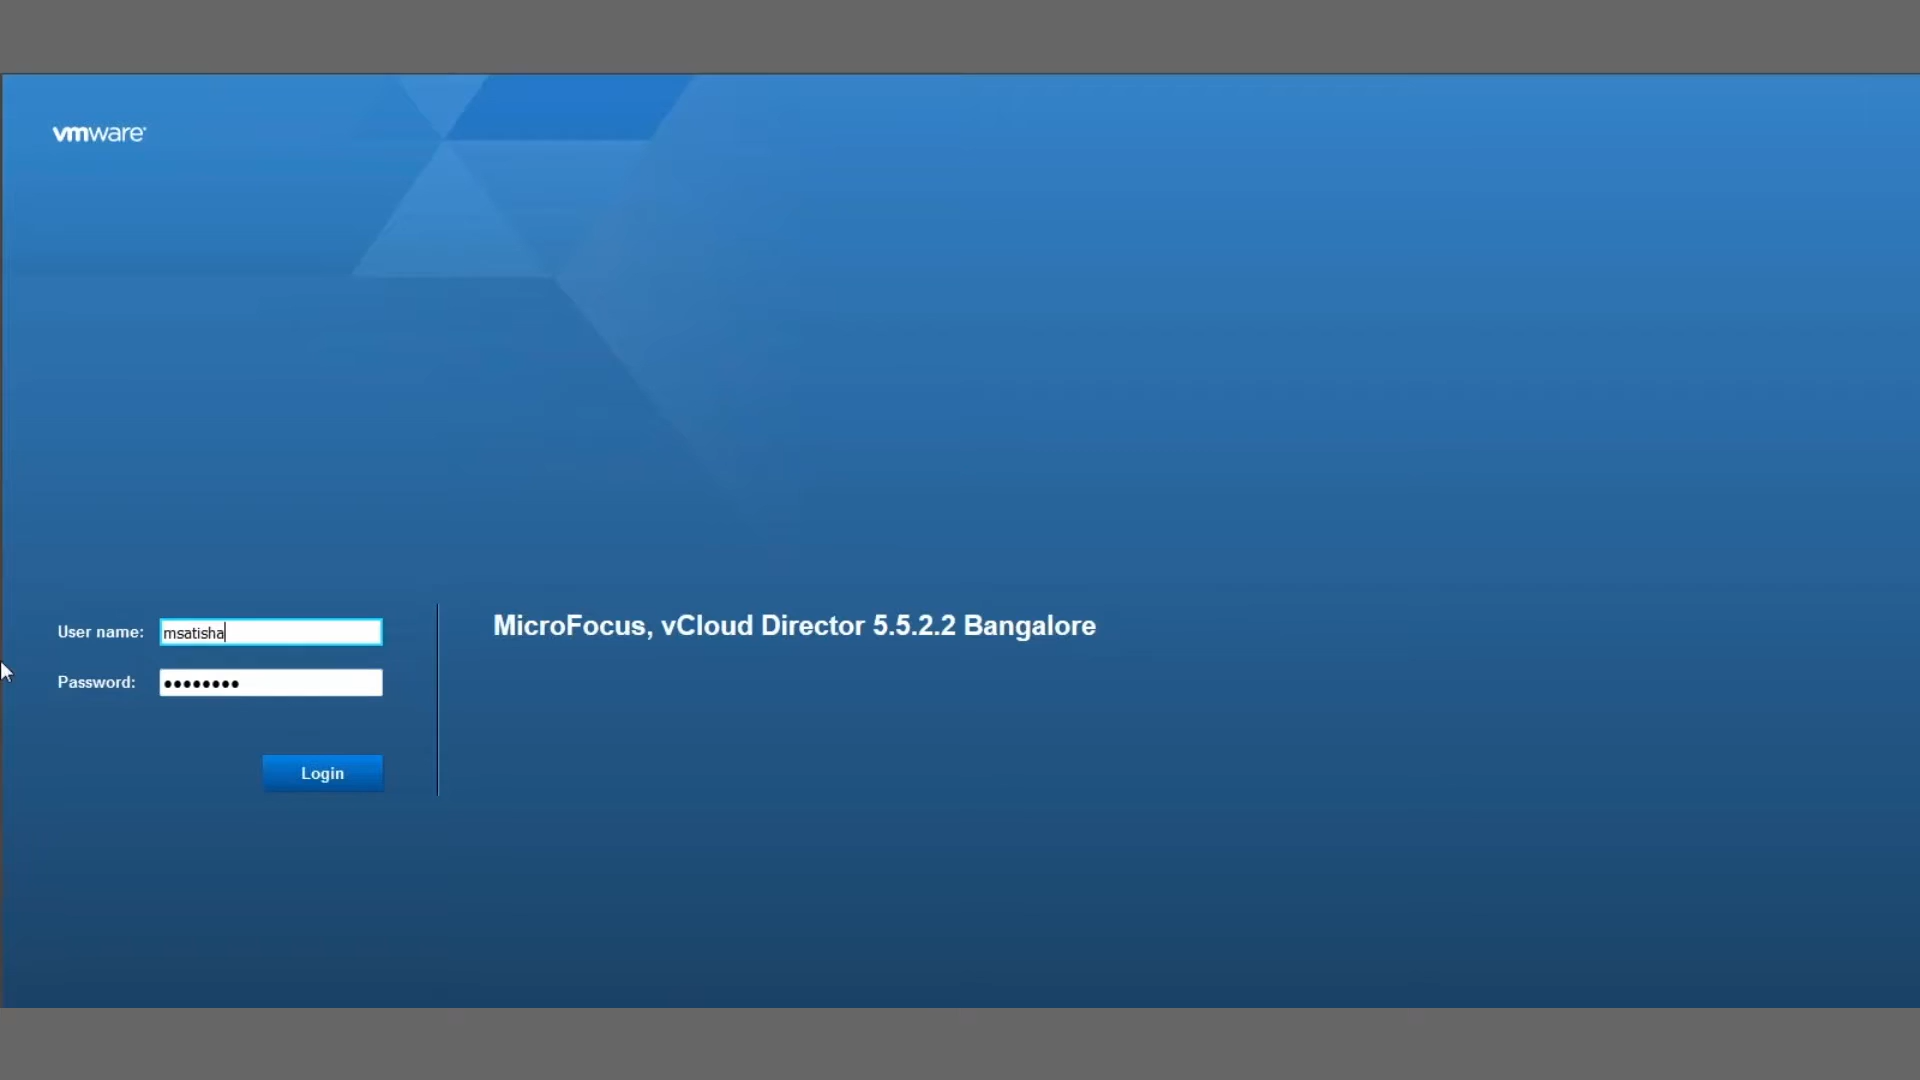 vmware
User name: msatisha
Password: ••••••••
Login
MicroFocus, vCloud Director 5.5.2.2 Bangalore